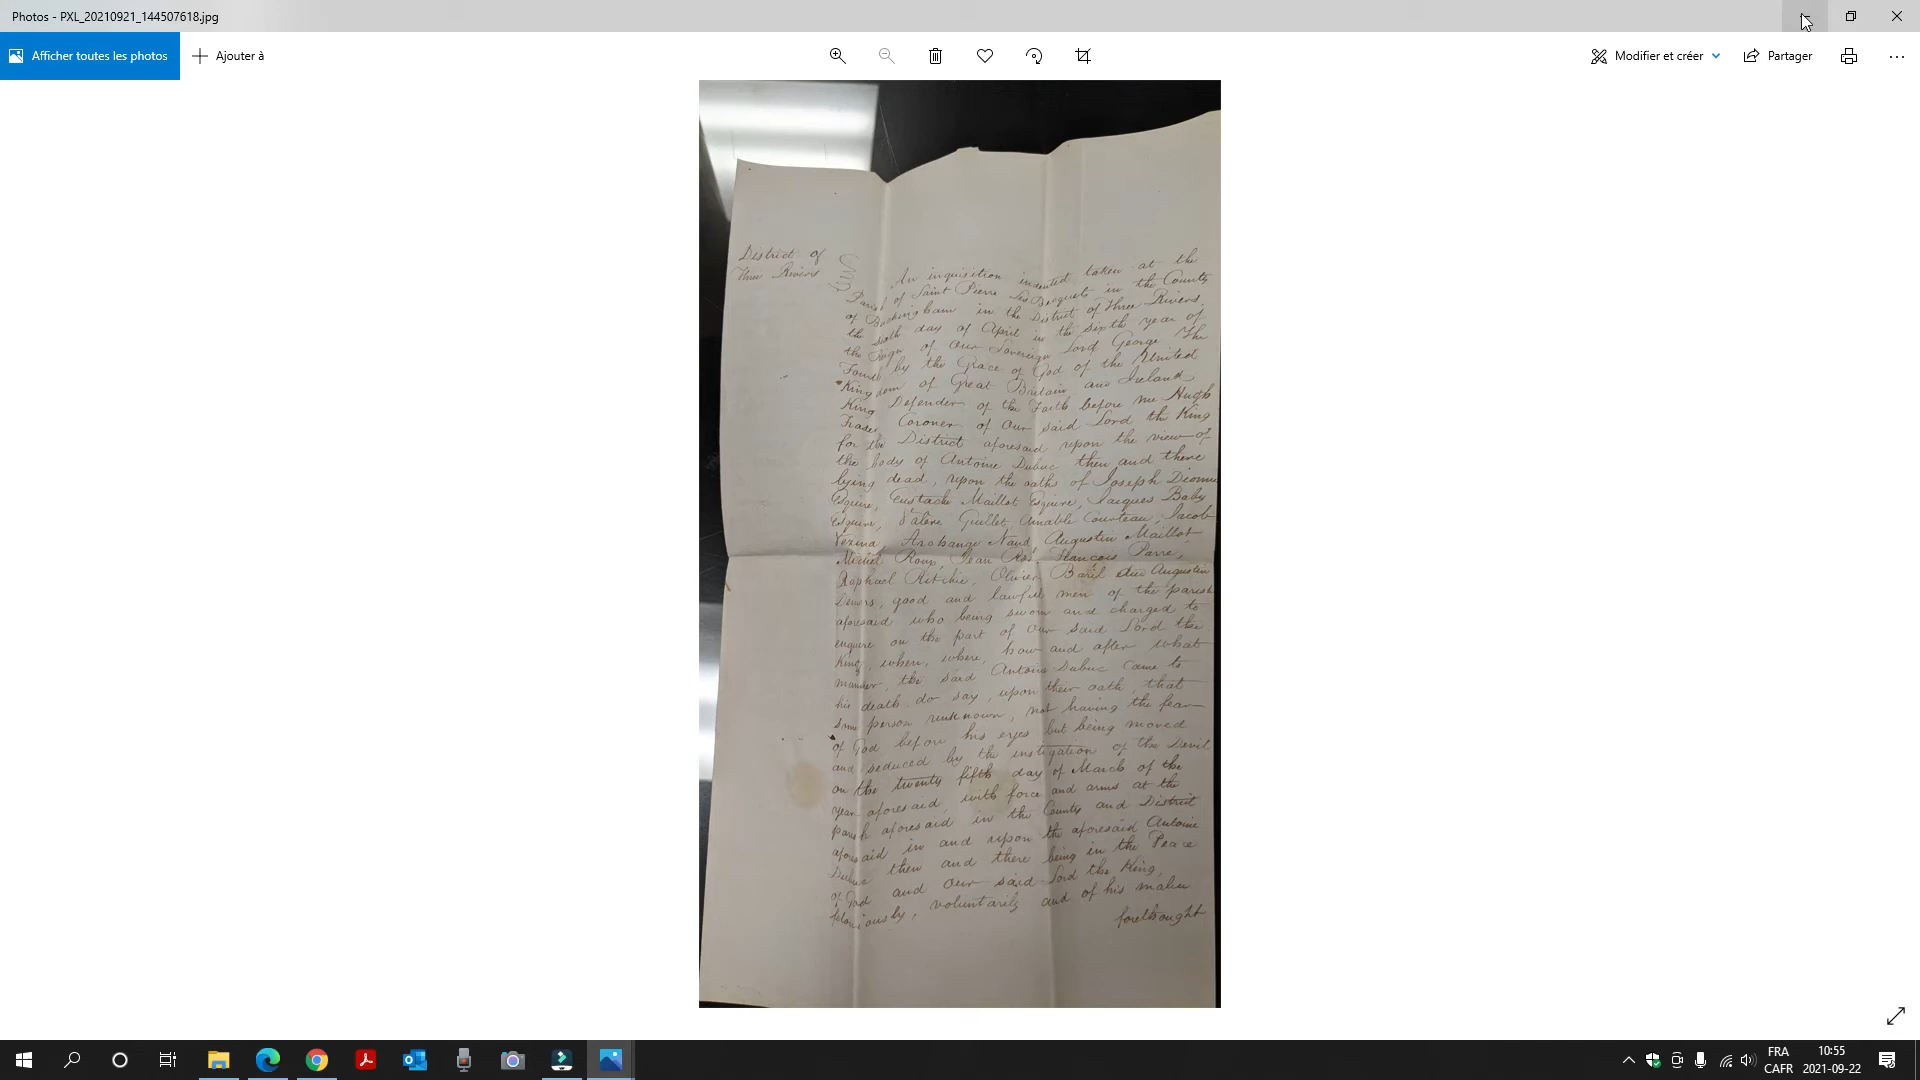 Photos - PXL_20210921_144507618.jpg
Afficher toutes les photos
Ajouter à
Modifier et créer
Partager
District of
Three Rivers
An inquisition indented taken at the
Parish of Saint Pierre Les Becquets in the County
of Buckingham in the District of Three Rivers,
the sixth day of April in the sixth year of
the Reign of Our Sovereign Lord George The
Fourth by the Grace of God of the United
Kingdom of Great Britain and Ireland
King Defender of the Faith before me Hugh
Fraser Coroner of Our said Lord the King
for the District aforesaid upon the view of
the body of Antoine Dubuc then and there
lying dead, upon the oaths of Joseph Dionne
Esquire, Eustache Maillot Esquire, Jacques Baby
Esquire, Valère Guillet, Amable Courteau, Jacob
Vezina, Archange Naud, Augustin Maillot
Michel Roux, Jean François Parre,
Raphael Ritchie, Olivier Baril and Augustin
Demers, good and lawfull men of the parish
aforesaid who being sworn and charged to
enquire on the part of Our said Lord the
King, when, where, how and after what
manner, the said Antoine Dubuc came to
his death, do say, upon their oath, that
some person unknown, not having the fear
of God before his eyes but being moved
and seduced by the instigation of the Devil,
on the twenty fifth day of March of the
year aforesaid, with force and arms at the
parish aforesaid in the County and District
aforesaid in and upon the aforesaid Antoine
Dubuc then and there being in the Peace
of God and Our said Lord the King,
feloniously, voluntarily and of his malice
forethought
FRA
CAFR
10:55
2021-09-22